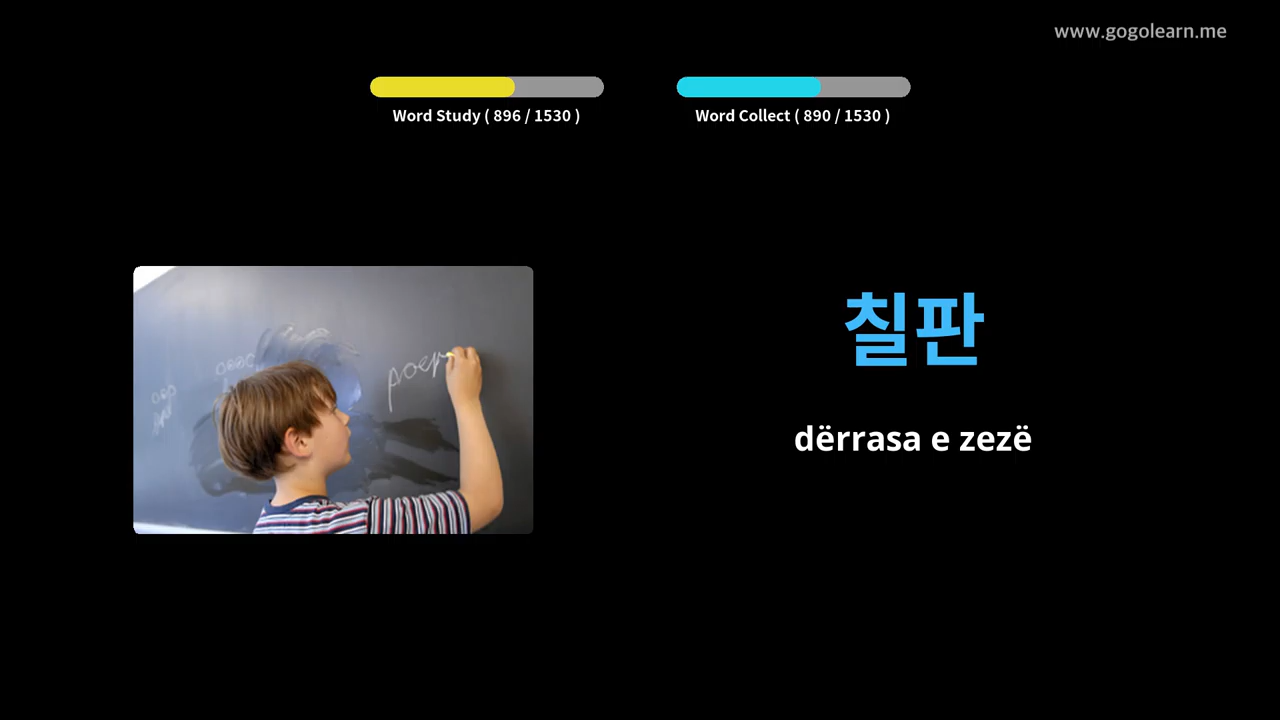 www.gogolearn.me
Word Study ( 896 / 1530 )
Word Collect ( 890 / 1530 )
칠판
dërrasa e zezë